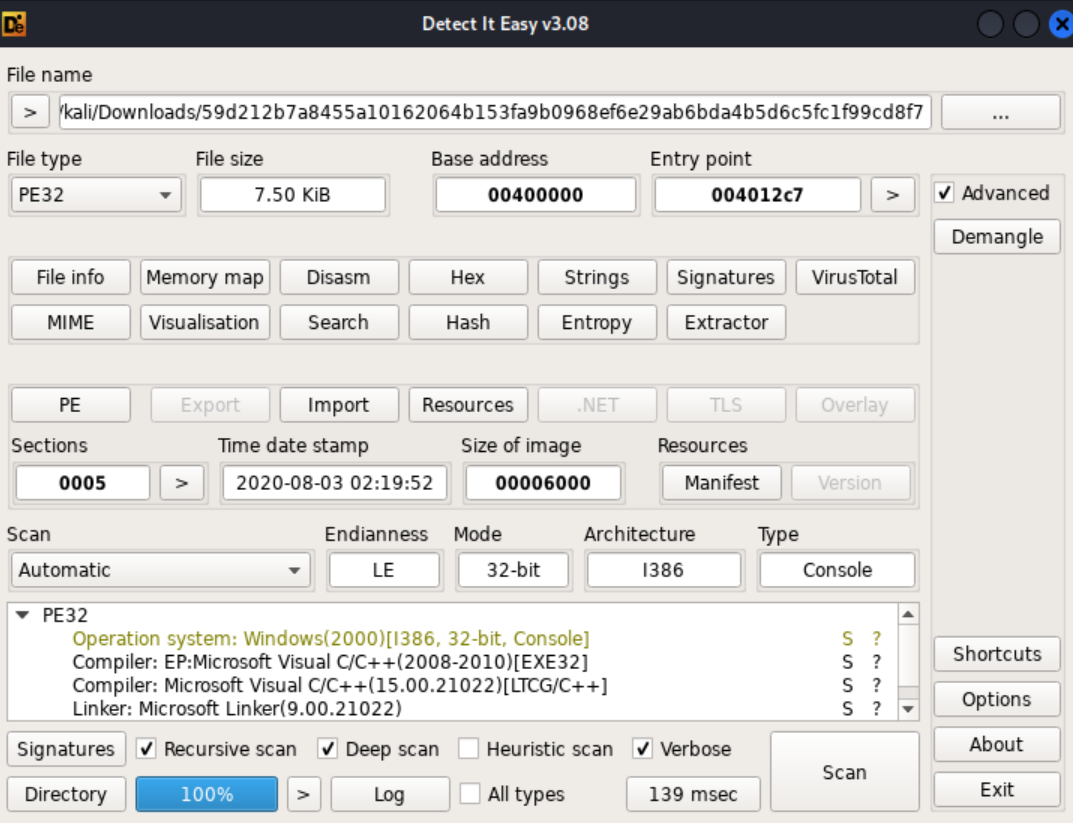 Detect It Easy v3.08
File name
> /kali/Downloads/59d212b7a8455a10162064b153fa9b0968ef6e29ab6bda4b5d6c5fc1f99cd8f7 ...
File type File size Base address Entry point
PE32 7.50 KiB 00400000 004012c7 > Advanced
Demangle
File info Memory map Disasm Hex Strings Signatures VirusTotal
MIME Visualisation Search Hash Entropy Extractor
PE Export Import Resources .NET TLS Overlay
Sections Time date stamp Size of image Resources
0005 > 2020-08-03 02:19:52 00006000 Manifest Version
Scan Endianness Mode Architecture Type
Automatic LE 32-bit I386 Console
PE32
Operation system: Windows(2000)[I386, 32-bit, Console] S ?
Compiler: EP:Microsoft Visual C/C++(2008-2010)[EXE32] S ?
Compiler: Microsoft Visual C/C++(15.00.21022)[LTCG/C++] S ?
Linker: Microsoft Linker(9.00.21022) S ?
Shortcuts
Options
Signatures Recursive scan Deep scan Heuristic scan Verbose Scan About
Directory 100% > Log All types 139 msec Exit